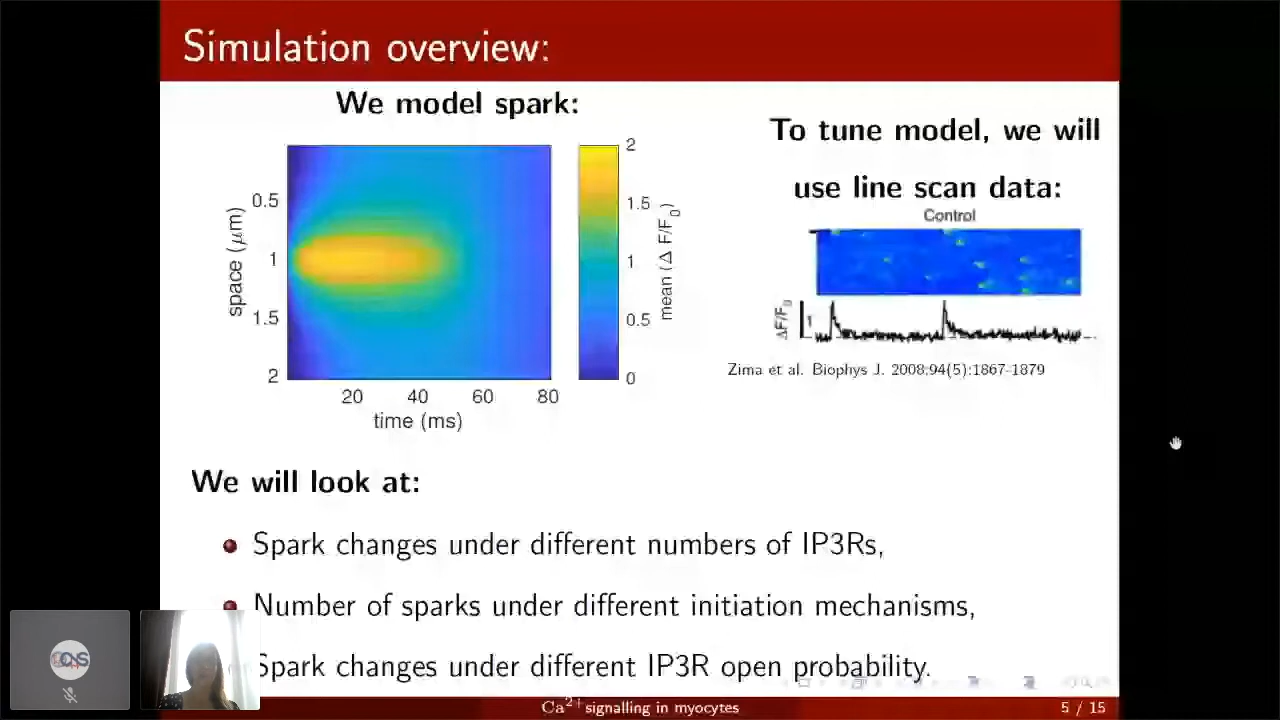 Simulation overview:
We model spark:
0.5
1
1.5
2
space (μm)
20 40 60 80
time (ms)
2
1.5
1
0.5
0
mean (Δ F/F₀)
To tune model, we will
use line scan data:
Control
ΔF/F₀
1
Zima et al. Biophys J. 2008;94(5):1867-1879
We will look at:
Spark changes under different numbers of IP3Rs,
Number of sparks under different initiation mechanisms,
Spark changes under different IP3R open probability.
Ca²⁺signalling in myocytes
5 / 15